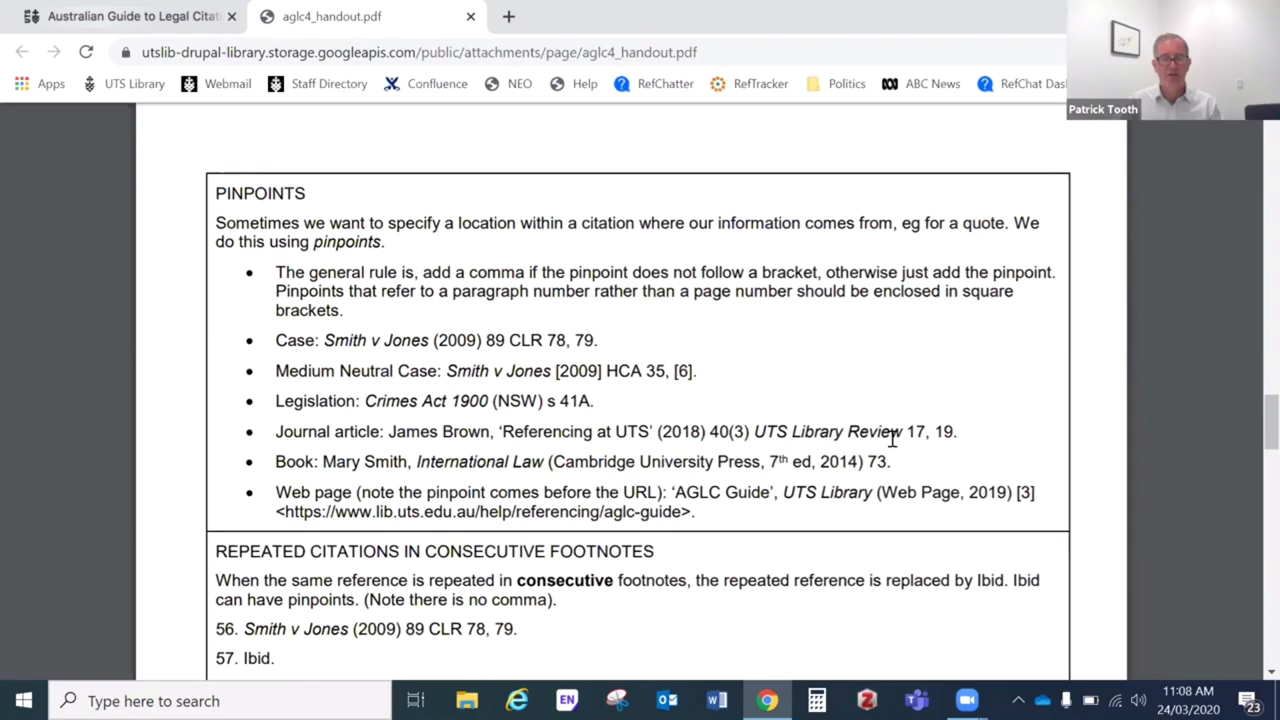 Australian Guide to Legal Citati
aglc4_handout.pdf
utslib-drupal-library.storage.googleapis.com/public/attachments/page/aglc4_handout.pdf
Apps UTS Library Webmail Staff Directory Confluence NEO Help RefChatter RefTracker Politics ABC News RefChat Das
Patrick Tooth
PINPOINTS
Sometimes we want to specify a location within a citation where our information comes from, eg for a quote. We
do this using pinpoints.
• The general rule is, add a comma if the pinpoint does not follow a bracket, otherwise just add the pinpoint.
Pinpoints that refer to a paragraph number rather than a page number should be enclosed in square
brackets.
• Case: Smith v Jones (2009) 89 CLR 78, 79.
• Medium Neutral Case: Smith v Jones [2009] HCA 35, [6].
• Legislation: Crimes Act 1900 (NSW) s 41A.
• Journal article: James Brown, ‘Referencing at UTS’ (2018) 40(3) UTS Library Review 17, 19.
• Book: Mary Smith, International Law (Cambridge University Press, 7th ed, 2014) 73.
• Web page (note the pinpoint comes before the URL): ‘AGLC Guide’, UTS Library (Web Page, 2019) [3]
<https://www.lib.uts.edu.au/help/referencing/aglc-guide>.
REPEATED CITATIONS IN CONSECUTIVE FOOTNOTES
When the same reference is repeated in consecutive footnotes, the repeated reference is replaced by Ibid. Ibid
can have pinpoints. (Note there is no comma).
56. Smith v Jones (2009) 89 CLR 78, 79.
57. Ibid.
Type here to search
EN
11:08 AM
24/03/2020
23